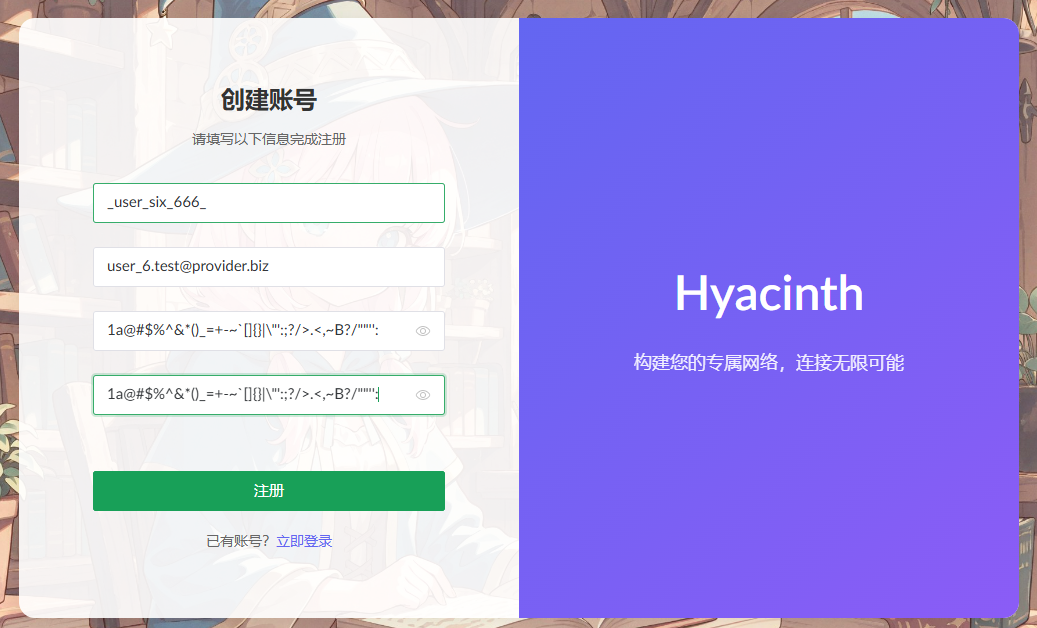 创建账号
请填写以下信息完成注册
_user_six_666_
user_6.test@provider.biz
1a@#$%^&*()_=+-~`[]{}|\"':;?/>.<,~B?/"""':
1a@#$%^&*()_=+-~`[]{}|\"':;?/>.<,~B?/"""':
注册
已有账号？立即登录
Hyacinth
构建您的专属网络，连接无限可能